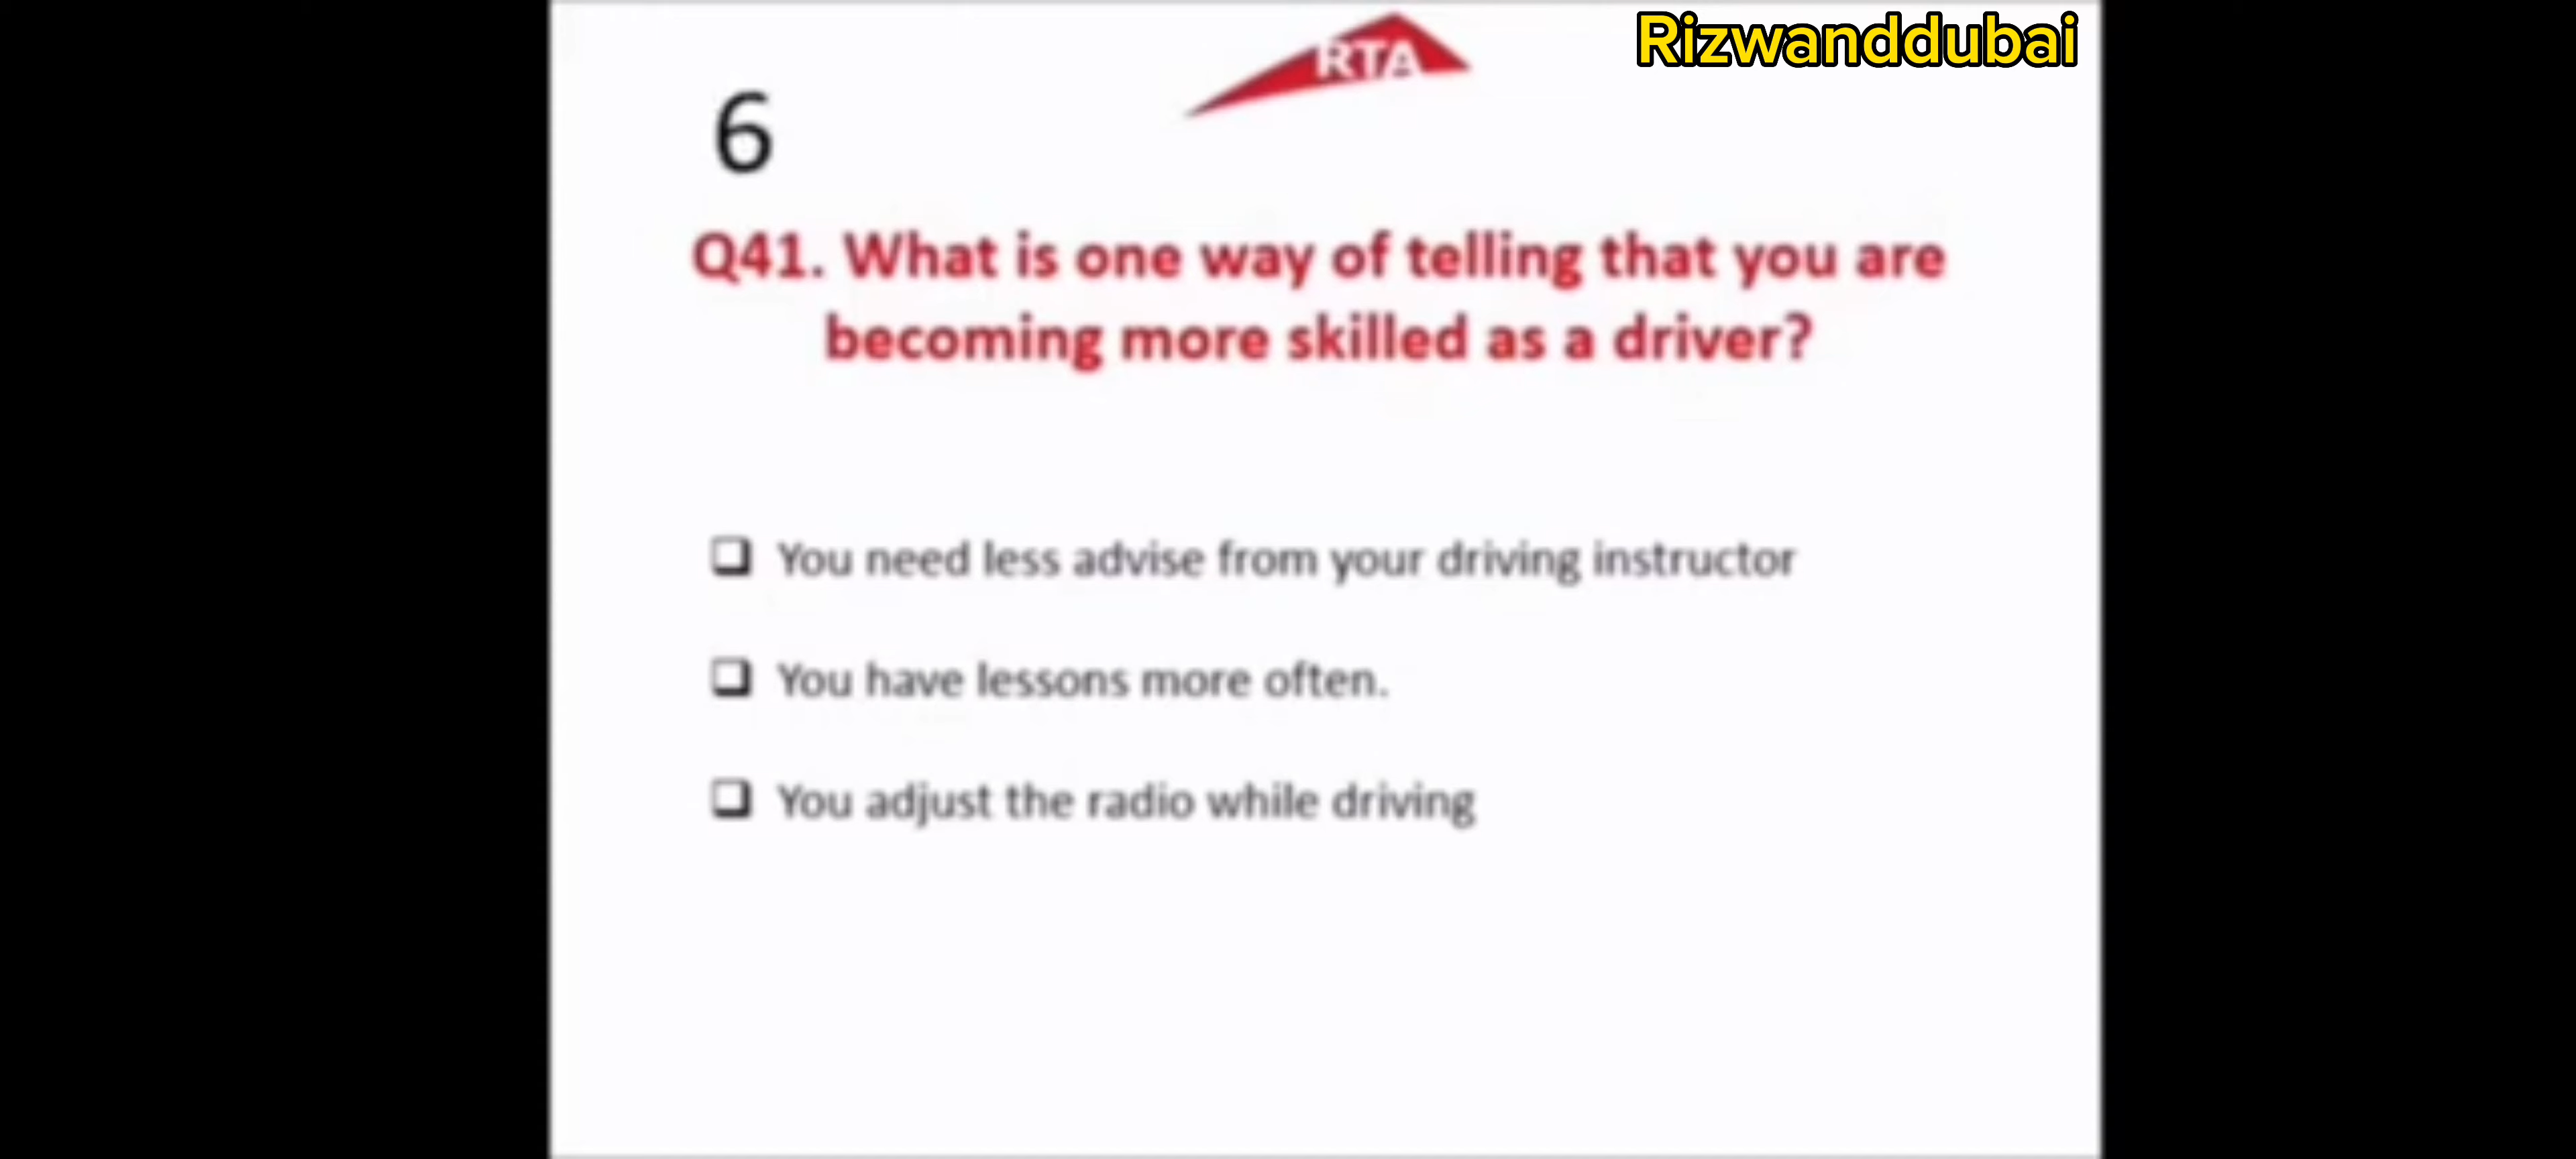 RTA
Rizwanddubai
6
Q41. What is one way of telling that you are
becoming more skilled as a driver?
You need less advise from your driving instructor
You have lessons more often.
You adjust the radio while driving